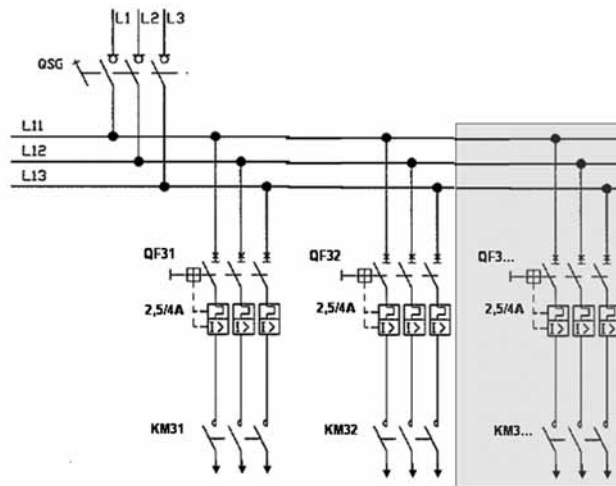 L1 L2 L3
QSG
L11
L12
L13
QF31 QF32 QF3...
2,5/4A 2,5/4A 2,5/4A
I> I> I> I> I> I> I> I> I>
KM31 KM32 KM3...